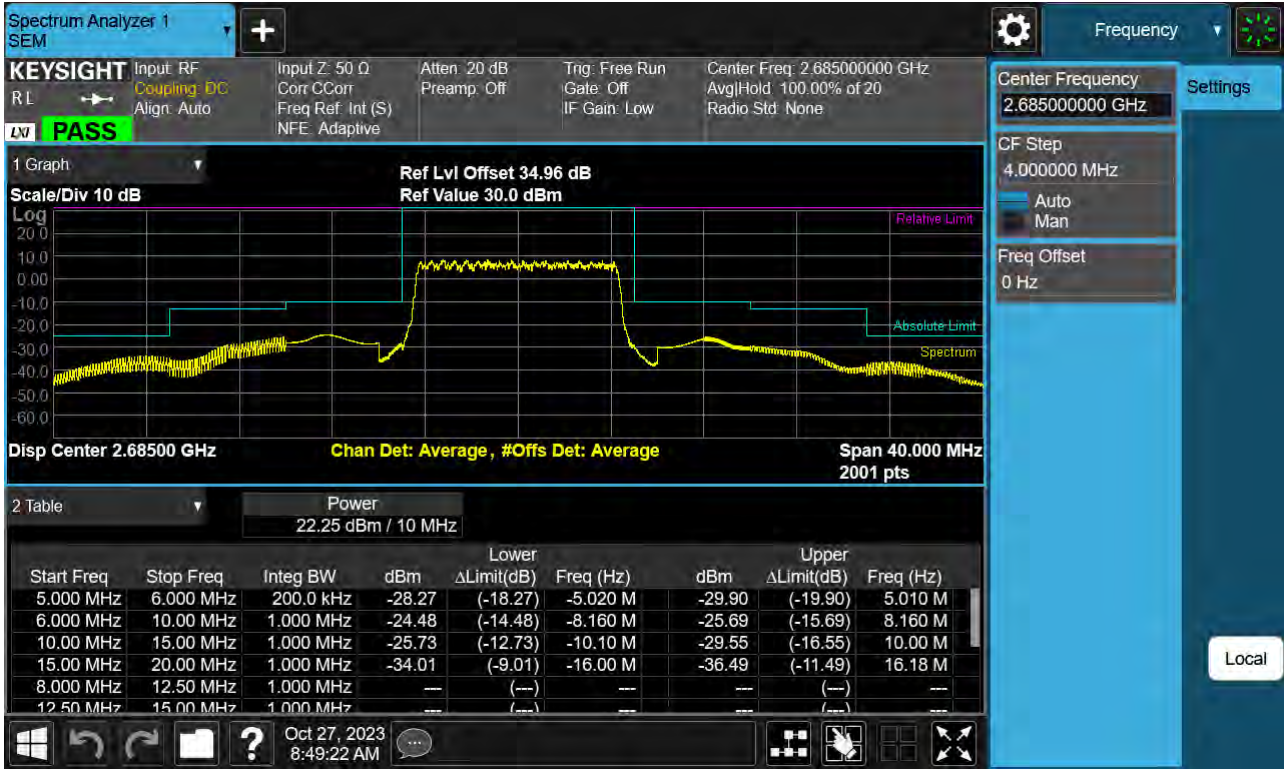 Spectrum Analyzer 1
SEM
Frequency
KEYSIGHT Input: RF Input Z: 50 Ω Atten: 20 dB Trig: Free Run Center Freq: 2.685000000 GHz
RL Coupling: DC Corr CCorr Preamp: Off Gate: Off Avg|Hold: 100.00% of 20
Align: Auto Freq Ref: Int (S) IF Gain: Low Radio Std: None
LXI PASS NFE: Adaptive
Center Frequency
2.685000000 GHz
Settings
CF Step
4.000000 MHz
Auto
Man
Freq Offset
0 Hz
Local
1 Graph
Ref Lvl Offset 34.96 dB
Scale/Div 10 dB Ref Value 30.0 dBm
Log
Relative Limit
20.0
10.0
0.00
-10.0
-20.0
Absolute Limit
-30.0
Spectrum
-40.0
-50.0
-60.0
Disp Center 2.68500 GHz Chan Det: Average, #Offs Det: Average Span 40.000 MHz
2001 pts
2 Table
Power
22.25 dBm / 10 MHz
Lower Upper
Start Freq Stop Freq Integ BW dBm ΔLimit(dB) Freq (Hz) dBm ΔLimit(dB) Freq (Hz)
5.000 MHz 6.000 MHz 200.0 kHz -28.27 (-18.27) -5.020 M -29.90 (-19.90) 5.010 M
6.000 MHz 10.00 MHz 1.000 MHz -24.48 (-14.48) -8.160 M -25.69 (-15.69) 8.160 M
10.00 MHz 15.00 MHz 1.000 MHz -25.73 (-12.73) -10.10 M -29.55 (-16.55) 10.00 M
15.00 MHz 20.00 MHz 1.000 MHz -34.01 (-9.01) -16.00 M -36.49 (-11.49) 16.18 M
8.000 MHz 12.50 MHz 1.000 MHz --- (---) --- --- (---) ---
12.50 MHz 15.00 MHz 1.000 MHz --- (---) --- --- (---) ---
Oct 27, 2023
8:49:22 AM